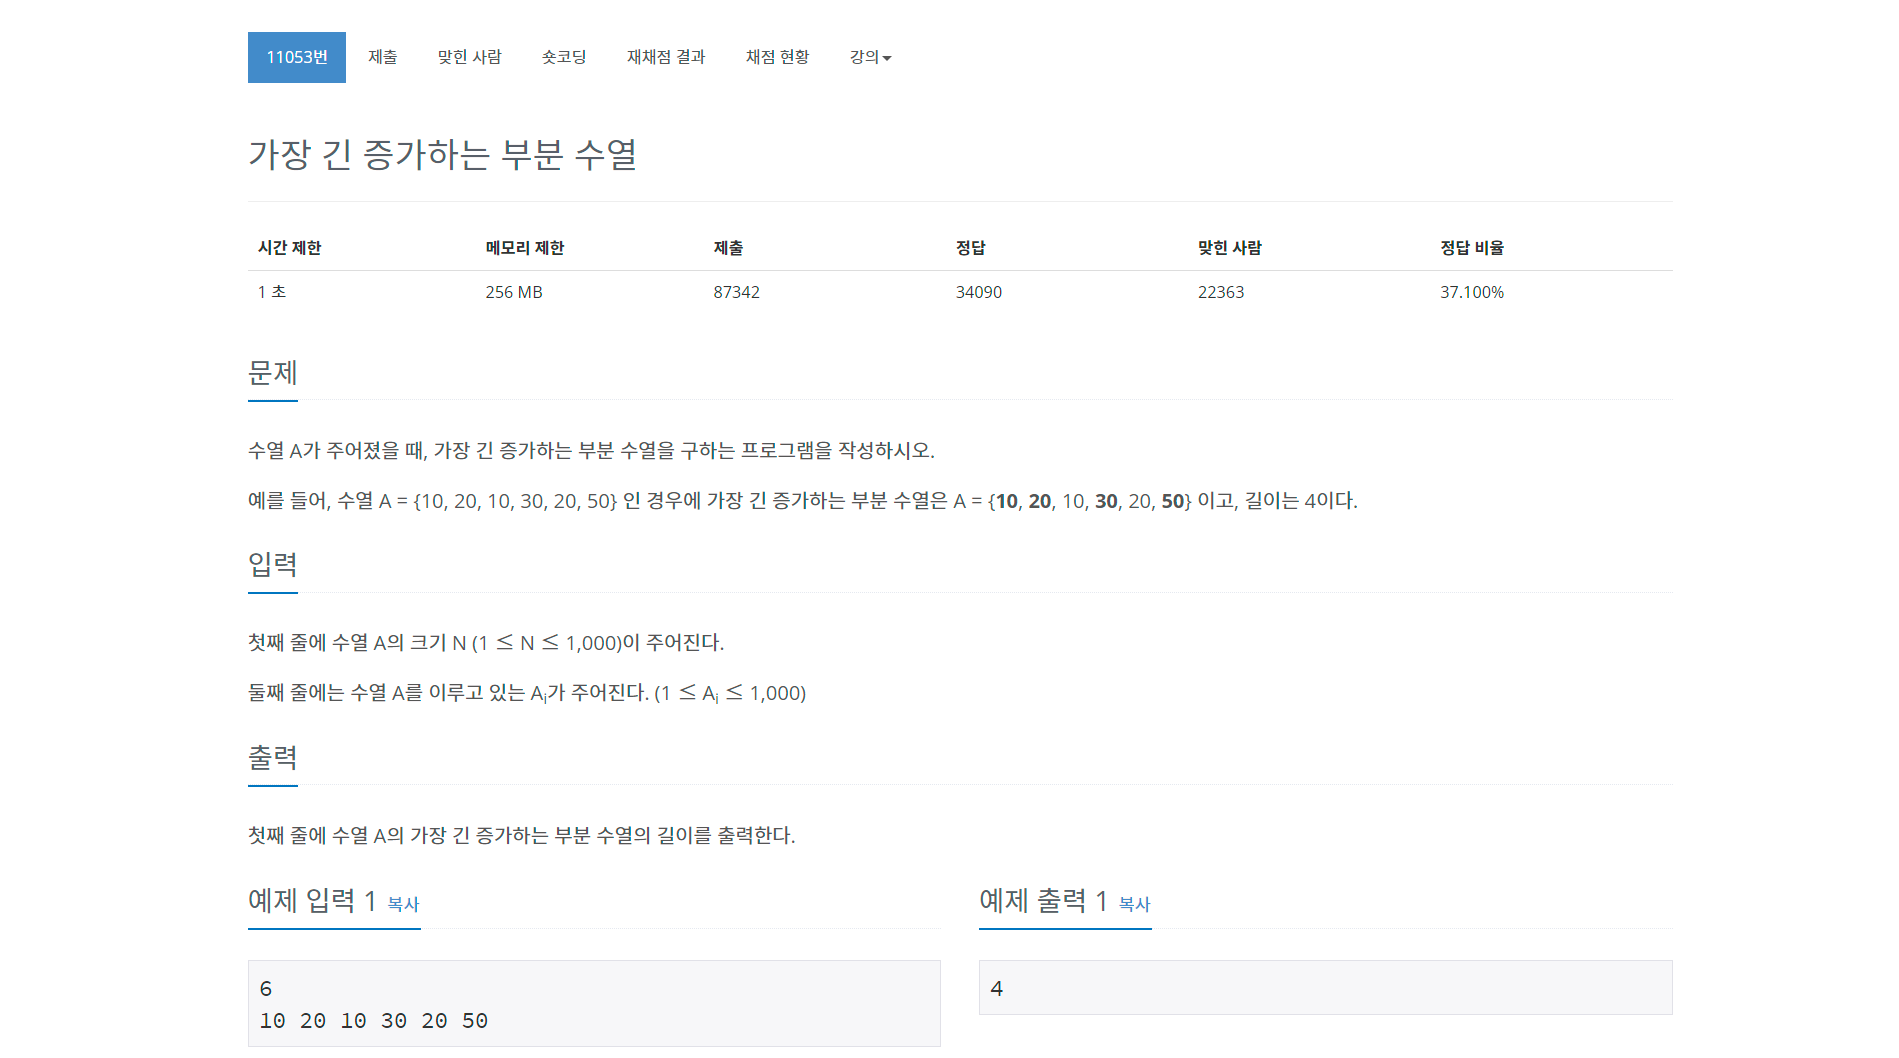 11053번 제출 맞힌 사람 숏코딩 재채점 결과 채점 현황 강의
가장 긴 증가하는 부분 수열
시간 제한 메모리 제한 제출 정답 맞힌 사람 정답 비율
1 초 256 MB 87342 34090 22363 37.100%
문제
수열 A가 주어졌을 때, 가장 긴 증가하는 부분 수열을 구하는 프로그램을 작성하시오.
예를 들어, 수열 A = {10, 20, 10, 30, 20, 50} 인 경우에 가장 긴 증가하는 부분 수열은 A = {10, 20, 10, 30, 20, 50} 이고, 길이는 4이다.
입력
첫째 줄에 수열 A의 크기 N (1 ≤ N ≤ 1,000)이 주어진다.
둘째 줄에는 수열 A를 이루고 있는 Ai가 주어진다. (1 ≤ Ai ≤ 1,000)
출력
첫째 줄에 수열 A의 가장 긴 증가하는 부분 수열의 길이를 출력한다.
예제 입력 1 복사
6
10 20 10 30 20 50
예제 출력 1 복사
4